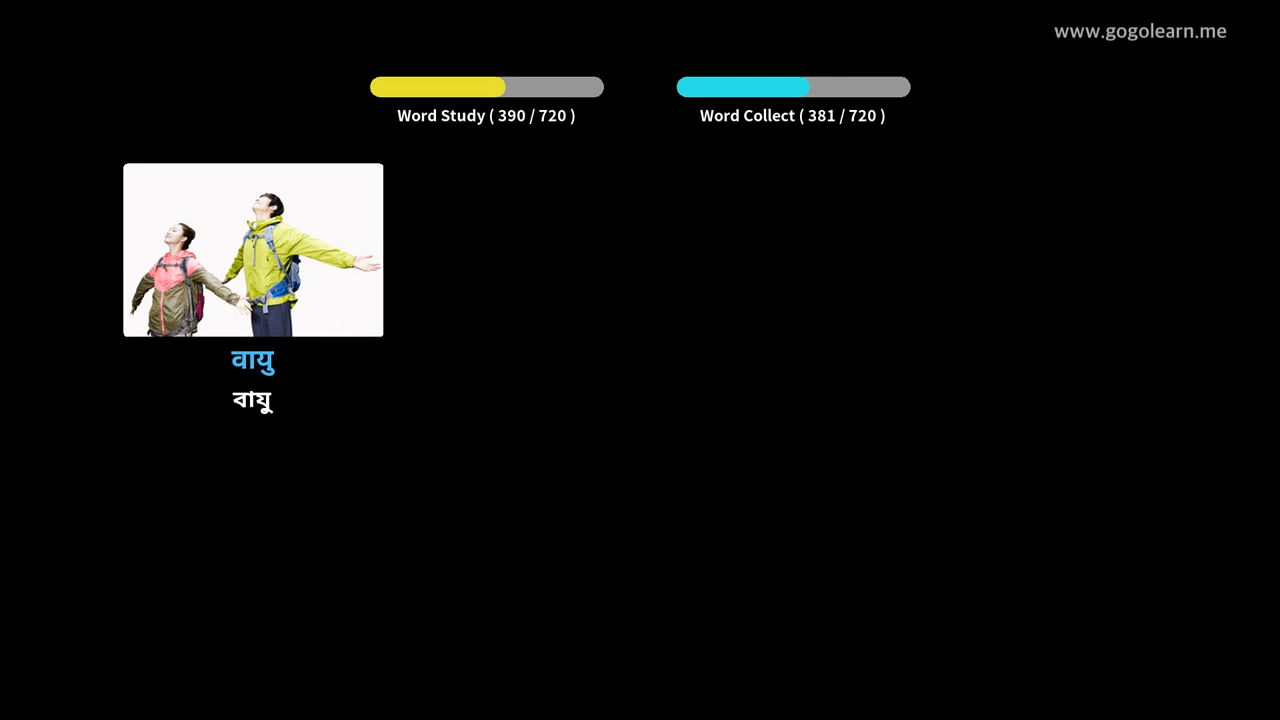 www.gogolearn.me
Word Study ( 390 / 720 )
Word Collect ( 381 / 720 )
वायु
বাযু